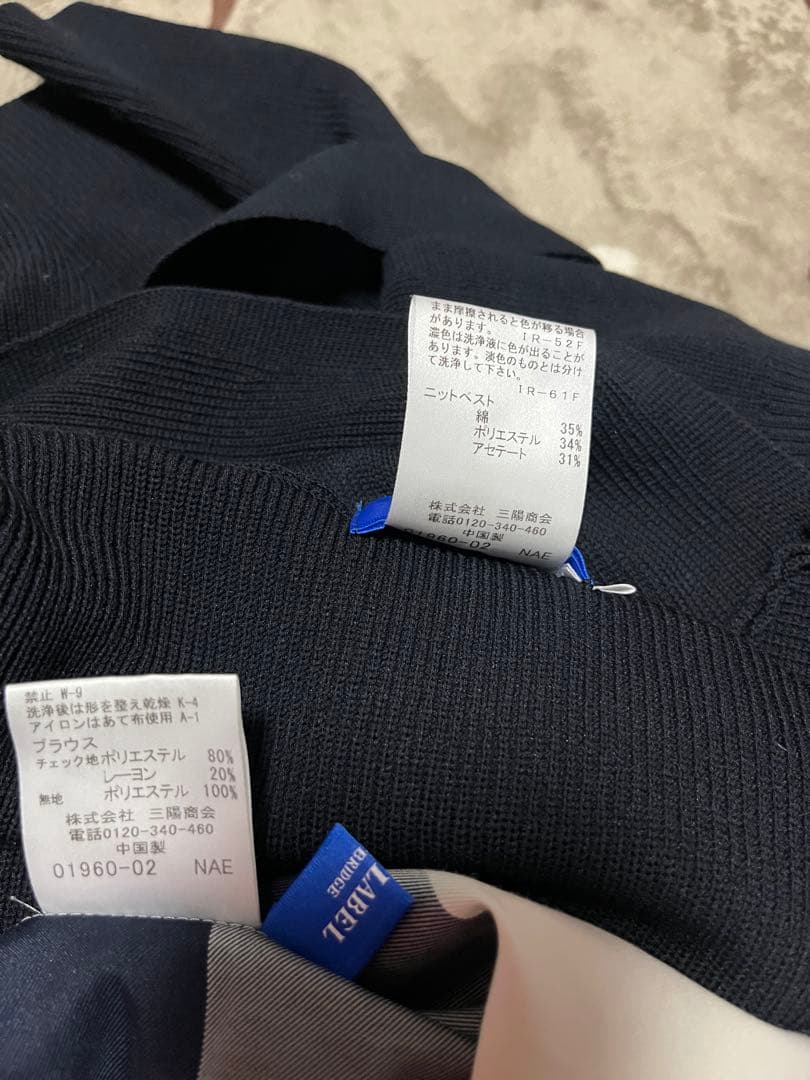 まま摩擦されると色が移る場合
があります。 IR-52F
濃色は洗浄液に色が出ることが
あります。淡色のものとは分け
て洗浄して下さい。
IR-61F
ニットベスト
綿 35%
ポリエステル 34%
アセテート 31%
株式会社 三陽商会
電話0120-340-460
中国製
01960-02 NAE
禁止 W-9
洗浄後は形を整え乾燥 K-4
アイロンはあて布使用 A-1
ブラウス
チェック地 ポリエステル 80%
レーヨン 20%
無地 ポリエステル 100%
株式会社 三陽商会
電話0120-340-460
中国製
01960-02 NAE
LABEL
BRIDGE